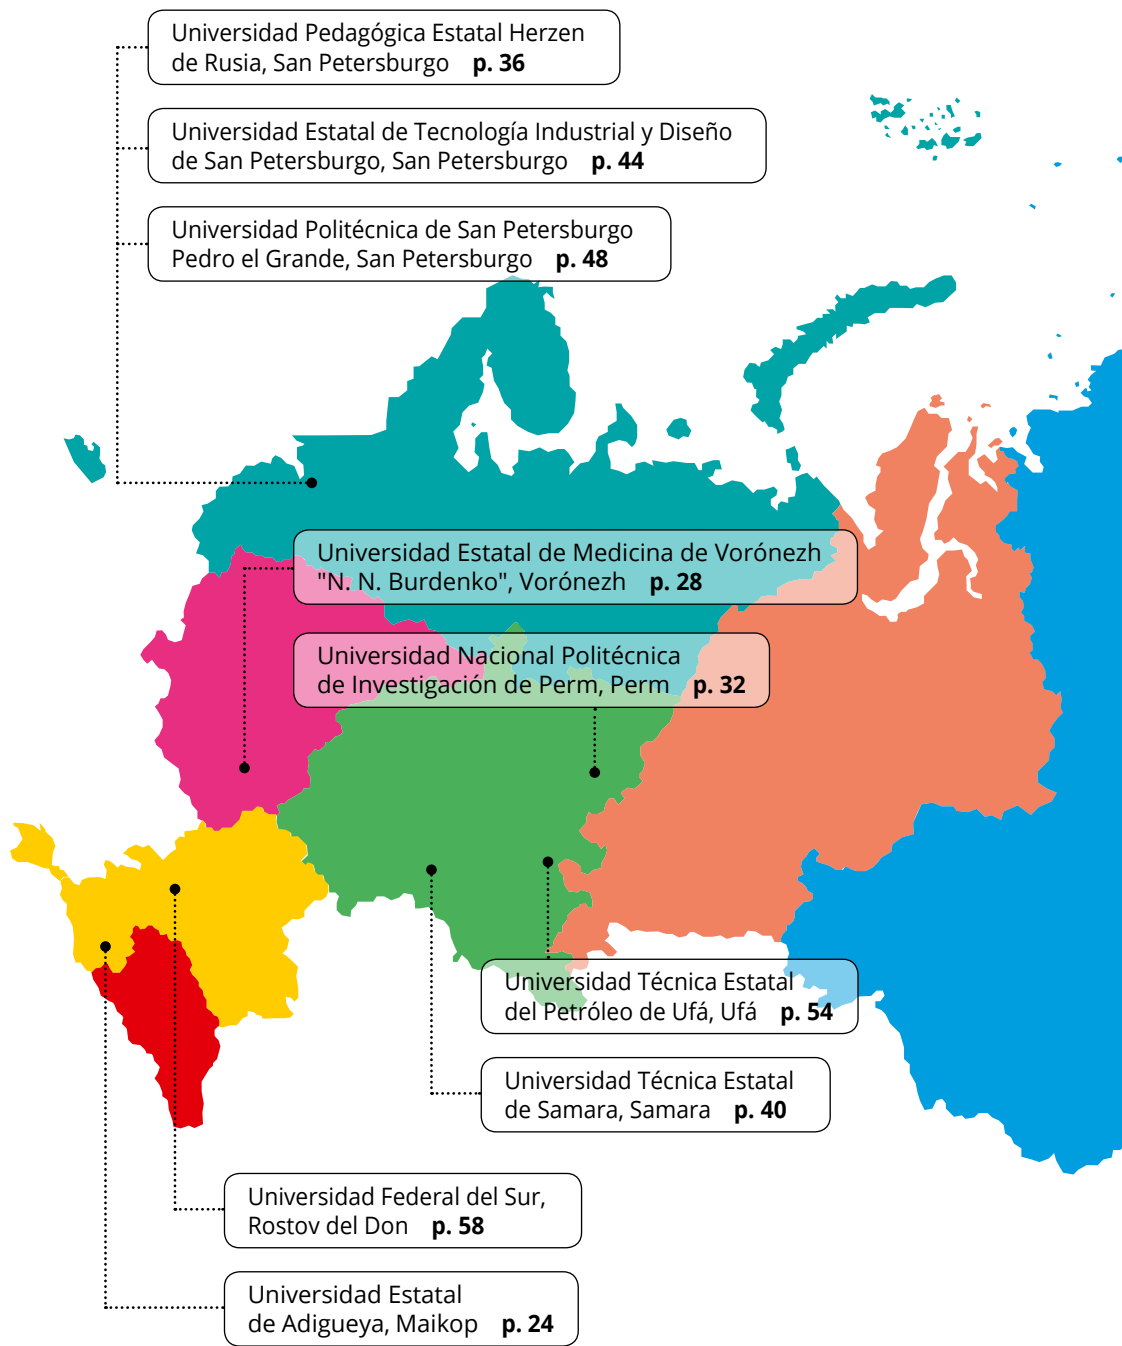 Universidad Pedagógica Estatal Herzen
de Rusia, San Petersburgo p. 36
Universidad Estatal de Tecnología Industrial y Diseño
de San Petersburgo, San Petersburgo p. 44
Universidad Politécnica de San Petersburgo
Pedro el Grande, San Petersburgo p. 48
Universidad Estatal de Medicina de Vorónezh
"N. N. Burdenko", Vorónezh p. 28
Universidad Nacional Politécnica
de Investigación de Perm, Perm p. 32
Universidad Técnica Estatal
del Petróleo de Ufá, Ufá p. 54
Universidad Técnica Estatal
de Samara, Samara p. 40
Universidad Federal del Sur,
Rostov del Don p. 58
Universidad Estatal
de Adigueya, Maikop p. 24